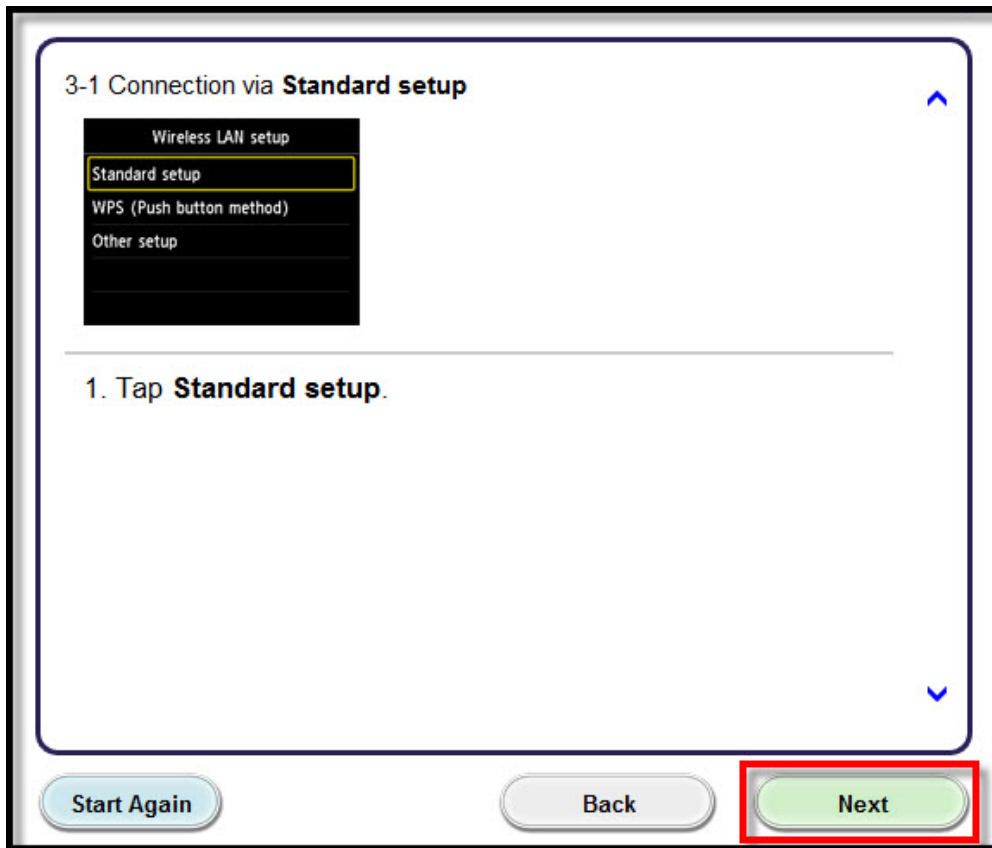 3-1 Connection via Standard setup
Wireless LAN setup
Standard setup
WPS (Push button method)
Other setup
1. Tap Standard setup.
Start Again
Back
Next